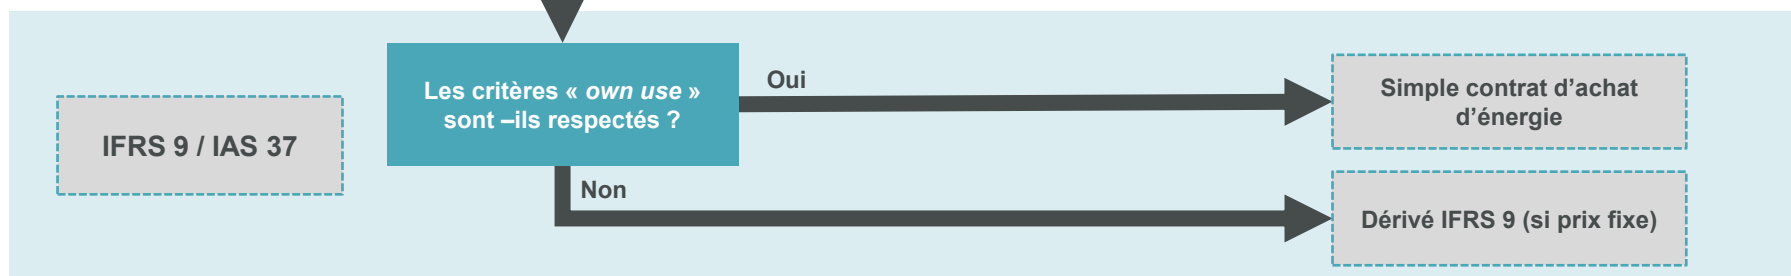 IFRS 9 / IAS 37
Les critères « own use »
sont –ils respectés ?
Oui
Simple contrat d’achat
d’énergie
Non
Dérivé IFRS 9 (si prix fixe)